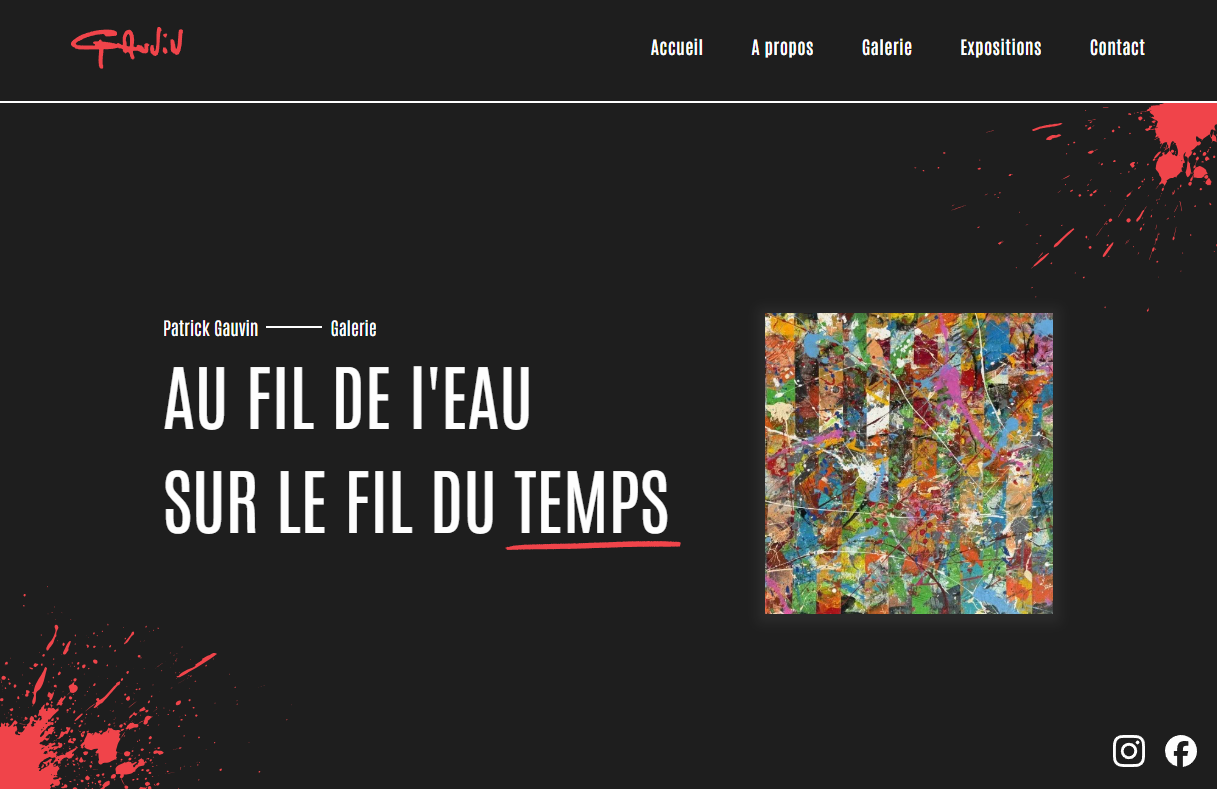 GAuviN
Accueil A propos Galerie Expositions Contact
Patrick Gauvin Galerie
AU FIL DE l'EAU
SUR LE FIL DU TEMPS